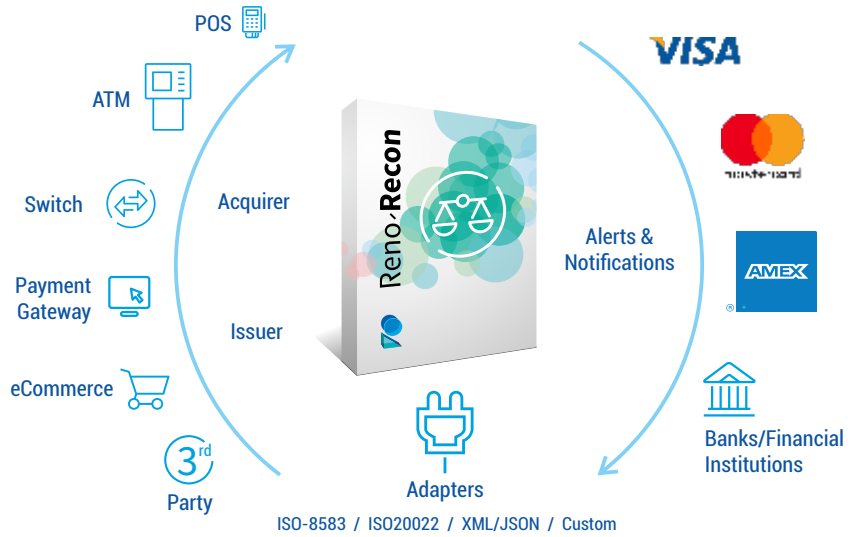 POS
VISA
ATM
mastercard
Switch
Acquirer
Reno-Recon
Alerts &
Notifications
AMEX
®
Payment
Gateway
Issuer
eCommerce
3rd
Party
Adapters
Banks/Financial
Institutions
ISO-8583 / ISO20022 / XML/JSON / Custom